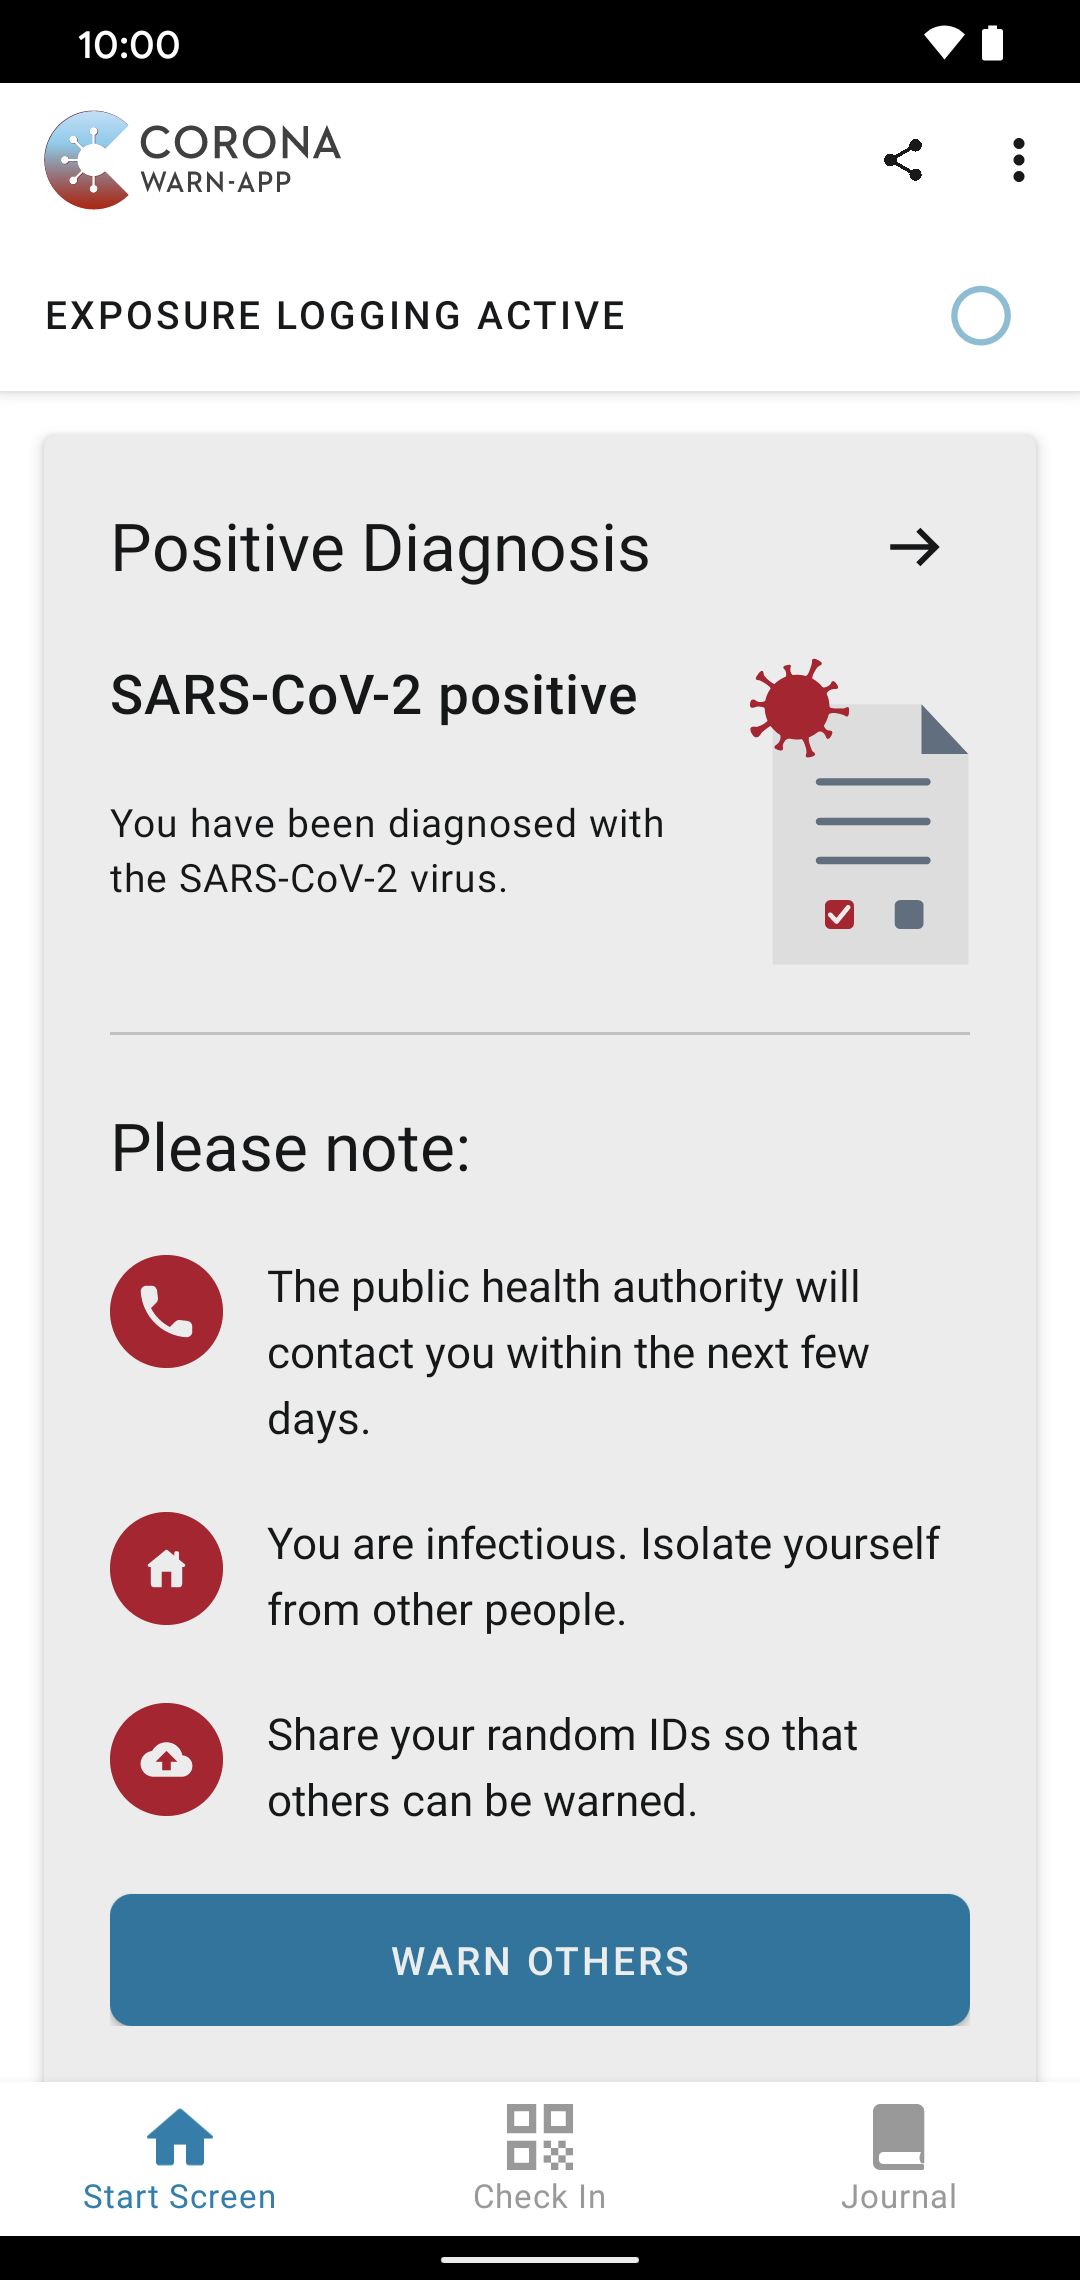 10:00
CORONA
WARN-APP
EXPOSURE LOGGING ACTIVE
Positive Diagnosis
SARS-CoV-2 positive
You have been diagnosed with
the SARS-CoV-2 virus.
Please note:
The public health authority will
contact you within the next few
days.
You are infectious. Isolate yourself
from other people.
Share your random IDs so that
others can be warned.
WARN OTHERS
Start Screen
Check In
Journal